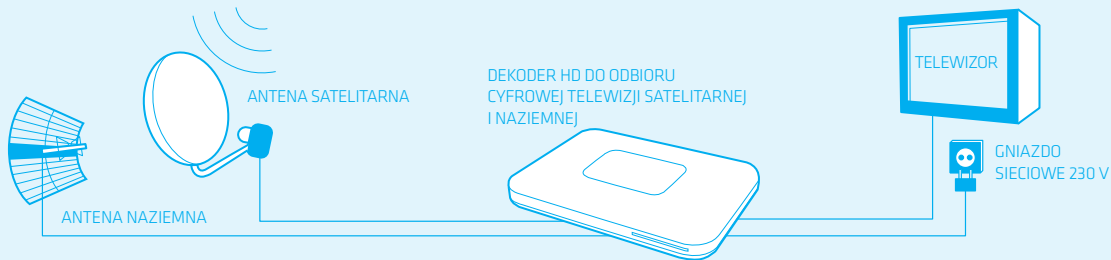 TELEWIZOR
DEKODER HD DO ODBIORU
CYFROWEJ TELEWIZJI SATELITARNEJ
I NAZIEMNEJ
ANTENA SATELITARNA
GNIAZDO
SIECIOWE 230 V
ANTENA NAZIEMNA